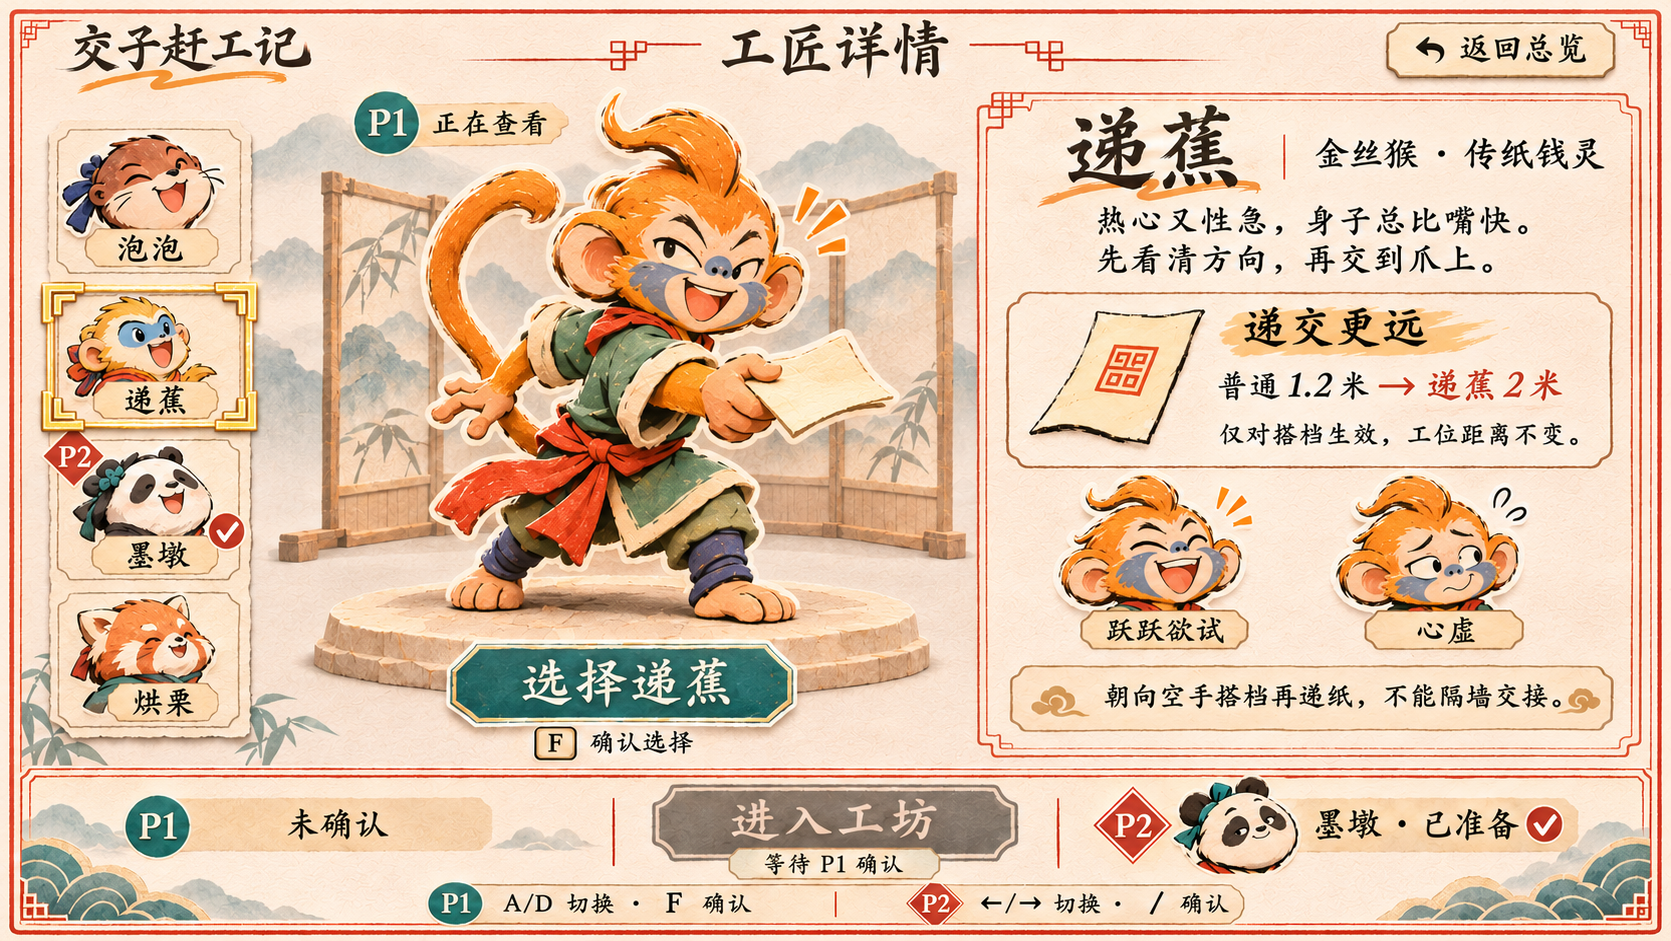 交子赶工记
工匠详情
返回总览
P1 正在查看
泡泡
递蕉
P2
墨墩
烘栗
选择递蕉
F 确认选择
递蕉
金丝猴·传纸钱灵
热心又性急，身子总比嘴快。
先看清方向，再交到爪上。
递交更远
普通 1.2 米 → 递蕉 2 米
仅对搭档生效，工位距离不变。
跃跃欲试
心虚
朝向空手搭档再递纸，不能隔墙交接。
P1 未确认
进入工坊
等待 P1 确认
P2 墨墩·已准备
P1 A/D 切换 · F 确认
P2 ←/→ 切换 · / 确认